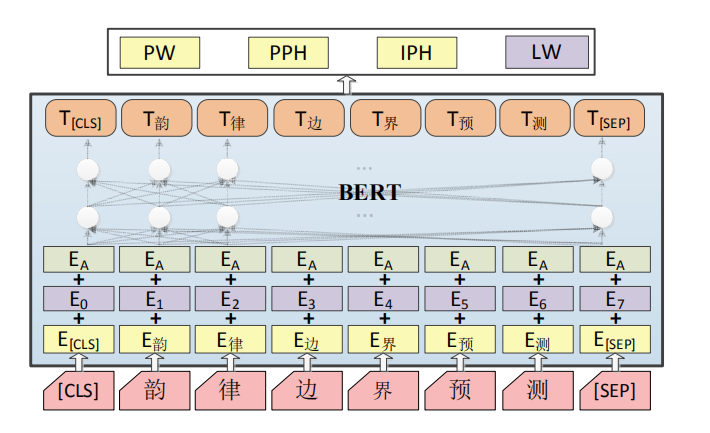 PW PPH IPH LW
T[CLS] T韵 T律 T边 T界 T预 T测 T[SEP]
...
BERT
...
EA EA EA EA EA EA EA EA
+ + + + + + + +
E0 E1 E2 E3 E4 E5 E6 E7
+ + + + + + + +
E[CLS] E韵 E律 E边 E界 E预 E测 E[SEP]
[CLS] 韵 律 边 界 预 测 [SEP]